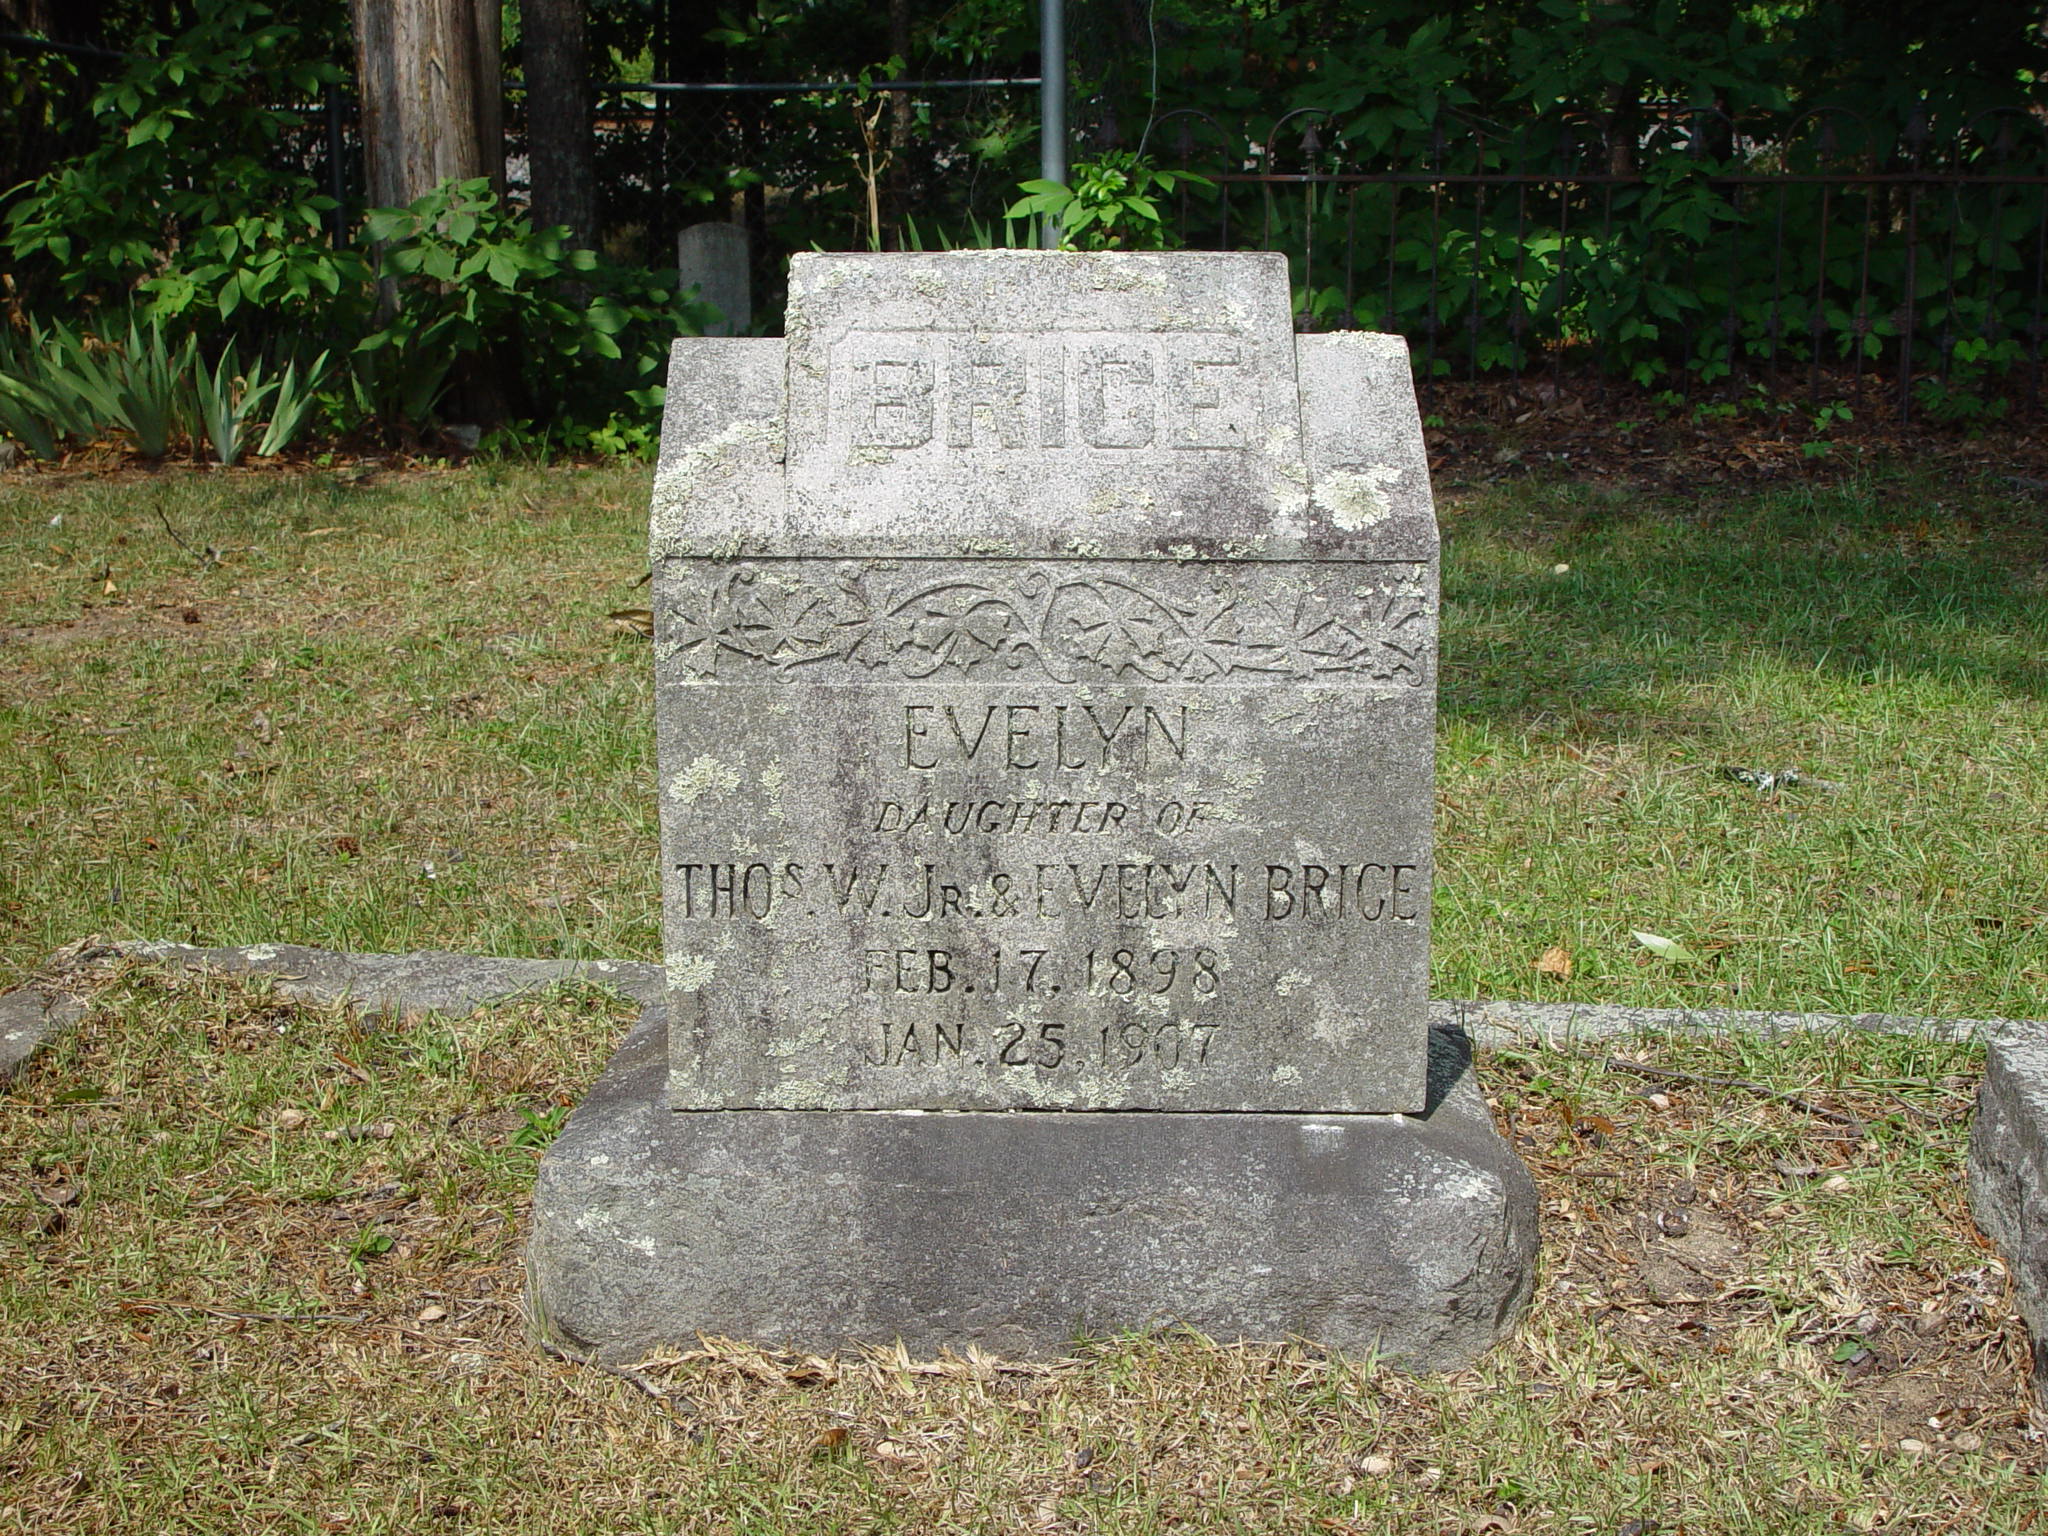 BRICE
EVELYN
DAUGHTER OF
THOS. W. JR. & EVELYN BRICE
FEB. 17. 1898
JAN. 25, 1907